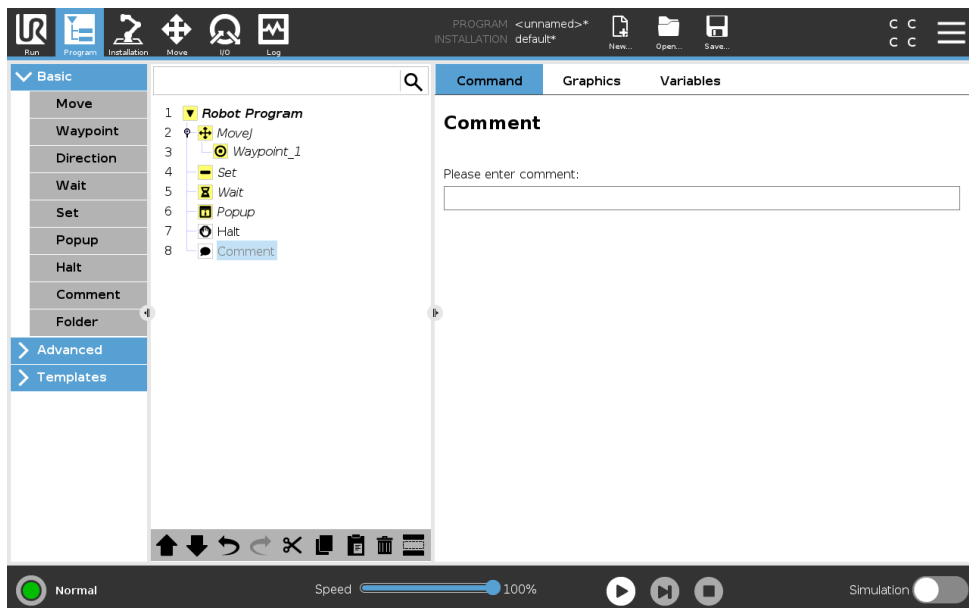 PROGRAM <unnamed>*
INSTALLATION default*
UR
Run
Program
Installation
Move
I/O
Log
New...
Open...
Save...
C C
C C
Basic
Move
Waypoint
Direction
Wait
Set
Popup
Halt
Comment
Folder
Advanced
Templates
1 Robot Program
2 MoveJ
3 Waypoint_1
4 Set
5 Wait
6 Popup
7 Halt
8 Comment
Command Graphics Variables
Comment
Please enter comment:
Normal
Speed 100%
Simulation